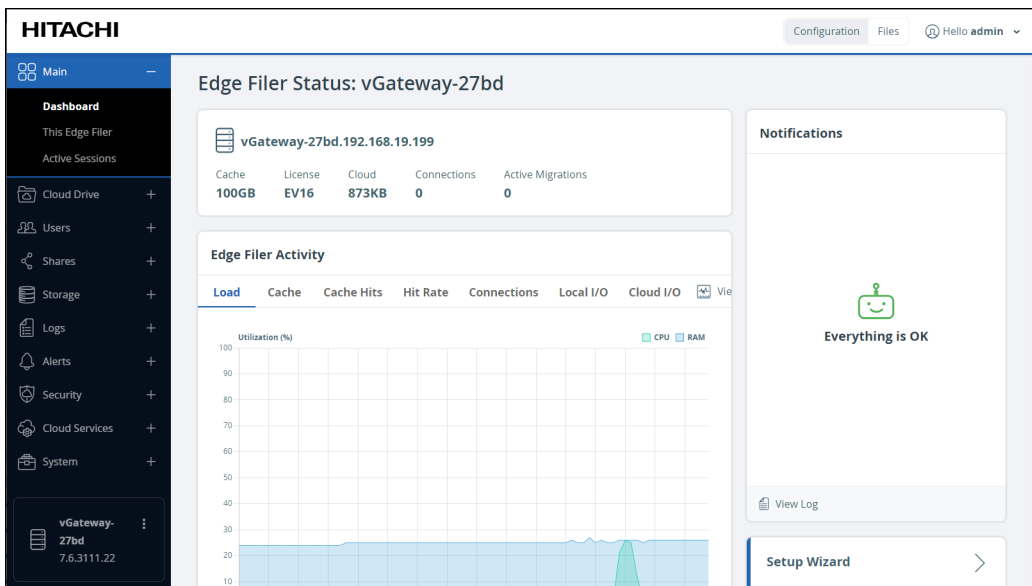 HITACHI
Configuration Files Hello admin
Main
Dashboard
This Edge Filer
Active Sessions
Cloud Drive
Users
Shares
Storage
Logs
Alerts
Security
Cloud Services
System
vGateway-
27bd
7.6.3111.22
Edge Filer Status: vGateway-27bd
vGateway-27bd.192.168.19.199
Cache License Cloud Connections Active Migrations
100GB EV16 873KB 0 0
Edge Filer Activity
Load Cache Cache Hits Hit Rate Connections Local I/O Cloud I/O Vie
Utilization (%) CPU RAM
100
90
80
70
60
50
40
30
20
10
Notifications
Everything is OK
View Log
Setup Wizard